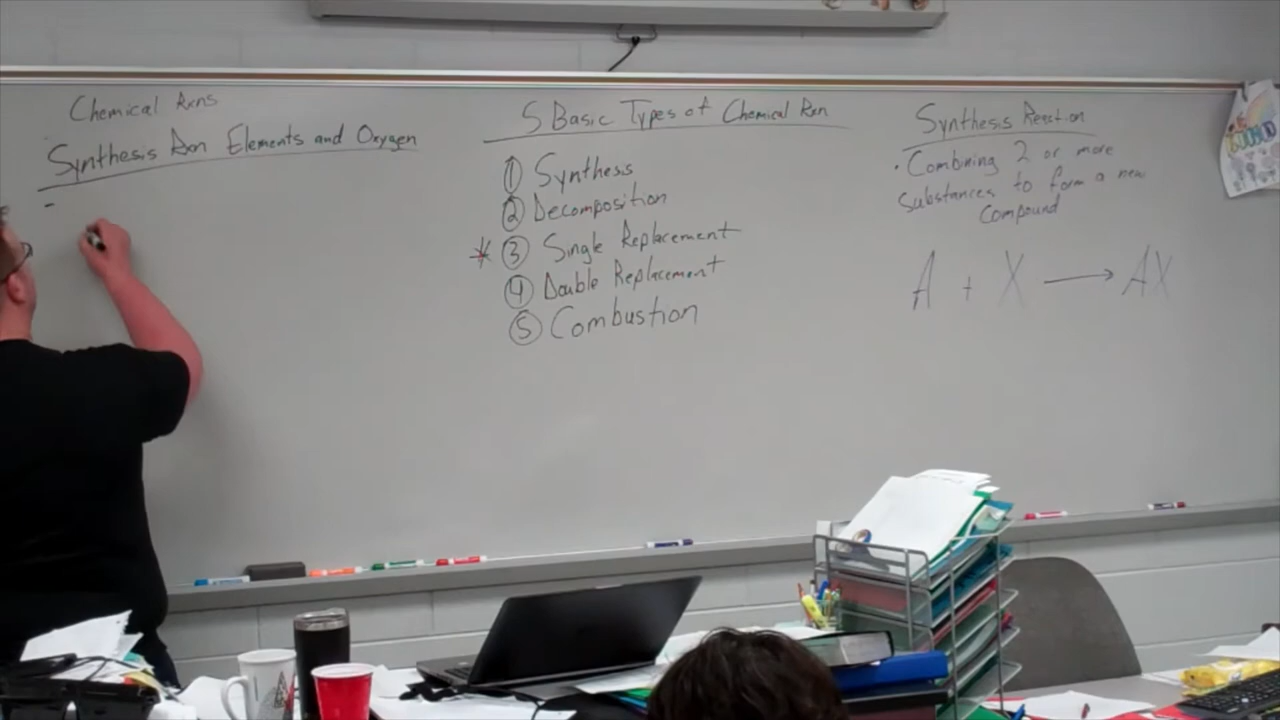 Chemical Rxns
Synthesis Rxn Elements and Oxygen
-
5 Basic Types of Chemical Rxn
① Synthesis
② Decomposition
* ③ Single Replacement
④ Double Replacement
⑤ Combustion
Synthesis Reaction
• Combining 2 or more
Substances to form a new
Compound
A + X → AX